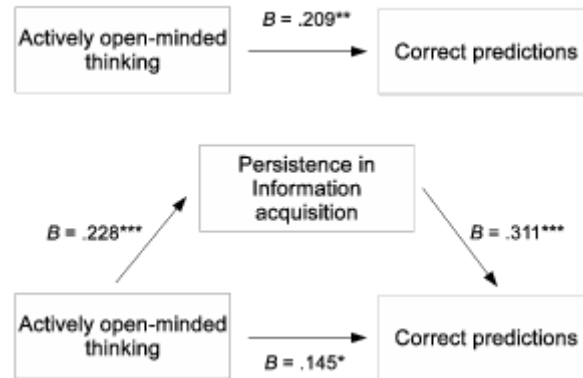 B = .209**
Actively open-minded
thinking
Correct predictions
Persistence in
Information
acquisition
B = .228***
B = .311***
Actively open-minded
thinking
Correct predictions
B = .145*